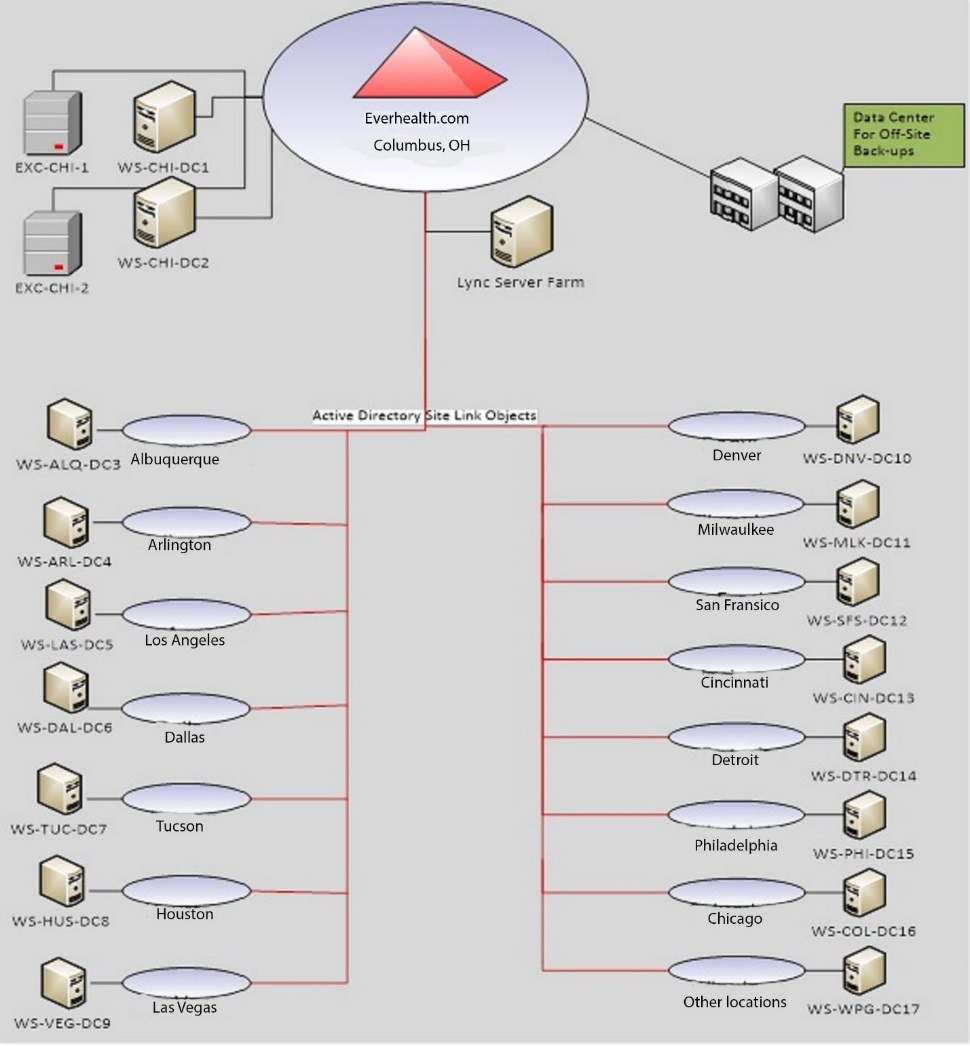 Everhealth.com
Columbus, OH
EXC-CHI-1
WS-CHI-DC1
EXC-CHI-2
WS-CHI-DC2
Data Center
For Off-Site
Back-ups
Lync Server Farm
Active Directory Site Link Objects
WS-ALQ-DC3
Albuquerque
WS-ARL-DC4
Arlington
WS-LAS-DC5
Los Angeles
WS-DAL-DC6
Dallas
WS-TUC-DC7
Tucson
WS-HUS-DC8
Houston
WS-VEG-DC9
Las Vegas
Denver
WS-DNV-DC10
Milwaukee
WS-MLK-DC11
San Fransico
WS-SFS-DC12
Cincinnati
WS-CIN-DC13
Detroit
WS-DTR-DC14
Philadelphia
WS-PHI-DC15
Chicago
WS-COL-DC16
Other locations
WS-WPG-DC17